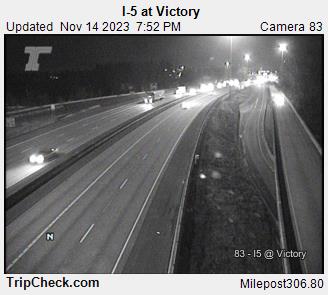 I-5 at Victory
Updated Nov 14 2023 7:52 PM Camera 83
T
N
83 - I5 @ Victory
TripCheck.com Milepost306.80